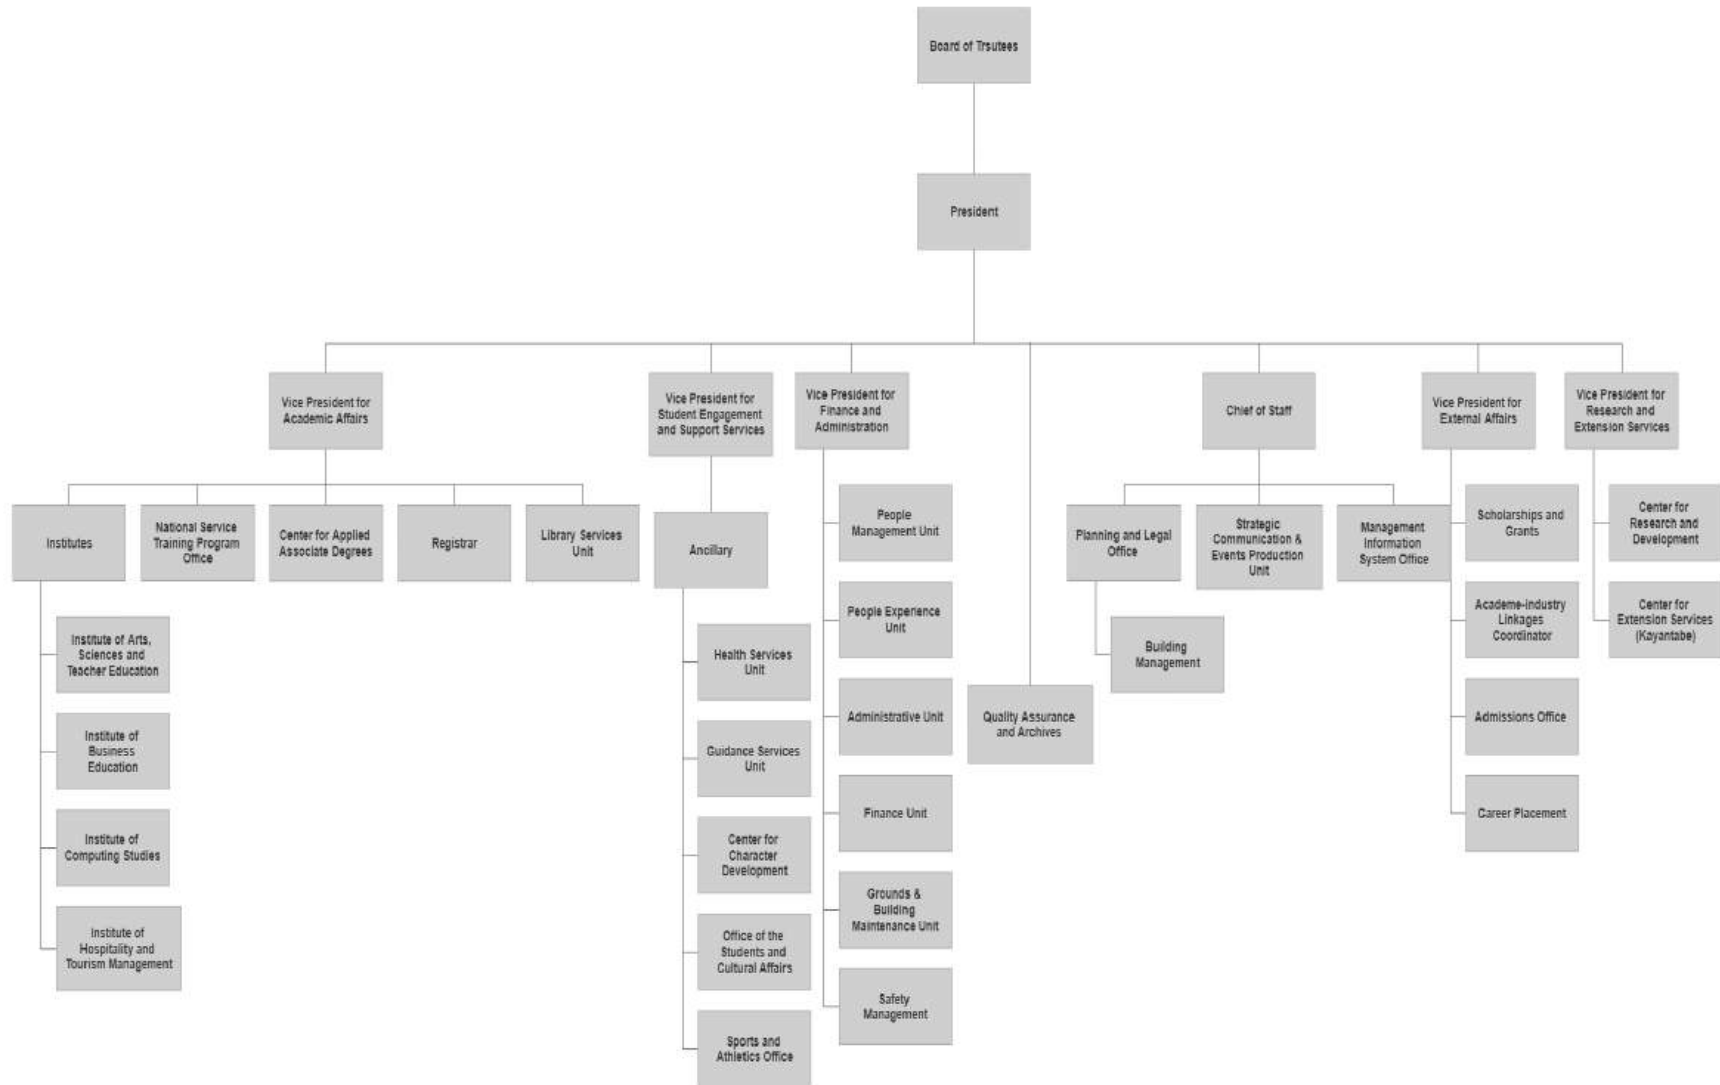 Board of Trsutees
President
Vice President for
Academic Affairs
Vice President for
Student Engagement
and Support Services
Vice President for
Finance and
Administration
Chief of Staff
Vice President for
External Affairs
Vice President for
Research and
Extension Services
Institutes
National Service
Training Program
Office
Center for Applied
Associate Degrees
Registrar
Library Services
Unit
Ancillary
People
Management Unit
Planning and Legal
Office
Strategic
Communication &
Events Production
Unit
Management
Information
System Office
Scholarships and
Grants
Center for
Research and
Development
Institute of Arts,
Sciences and
Teacher Education
Health Services
Unit
People Experience
Unit
Building
Management
Academe-Industry
Linkages
Coordinator
Center for
Extension Services
(Kayantabe)
Institute of
Business
Education
Guidance Services
Unit
Administrative Unit
Quality Assurance
and Archives
Admissions Office
Institute of
Computing Studies
Center for
Character
Development
Finance Unit
Career Placement
Institute of
Hospitality and
Tourism Management
Office of the
Students and
Cultural Affairs
Grounds &
Building
Maintenance Unit
Sports and
Athletics Office
Safety
Management